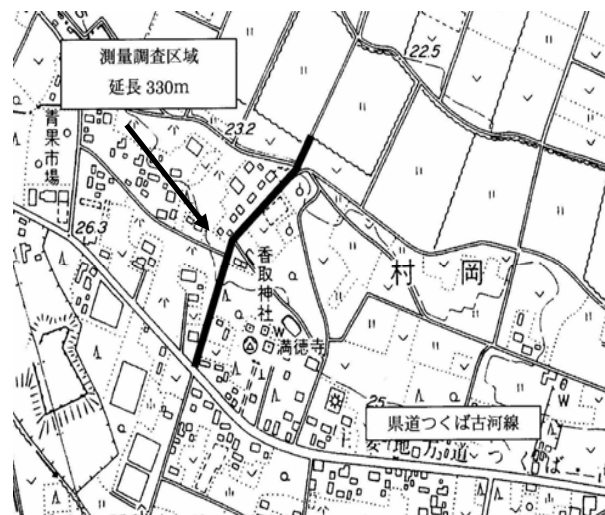 測量調査区域
延長330m
22.5
青果市場
23.2
26.3
香取神社
村岡
W
満徳寺
25
W
県道つくば古河線
道つくば